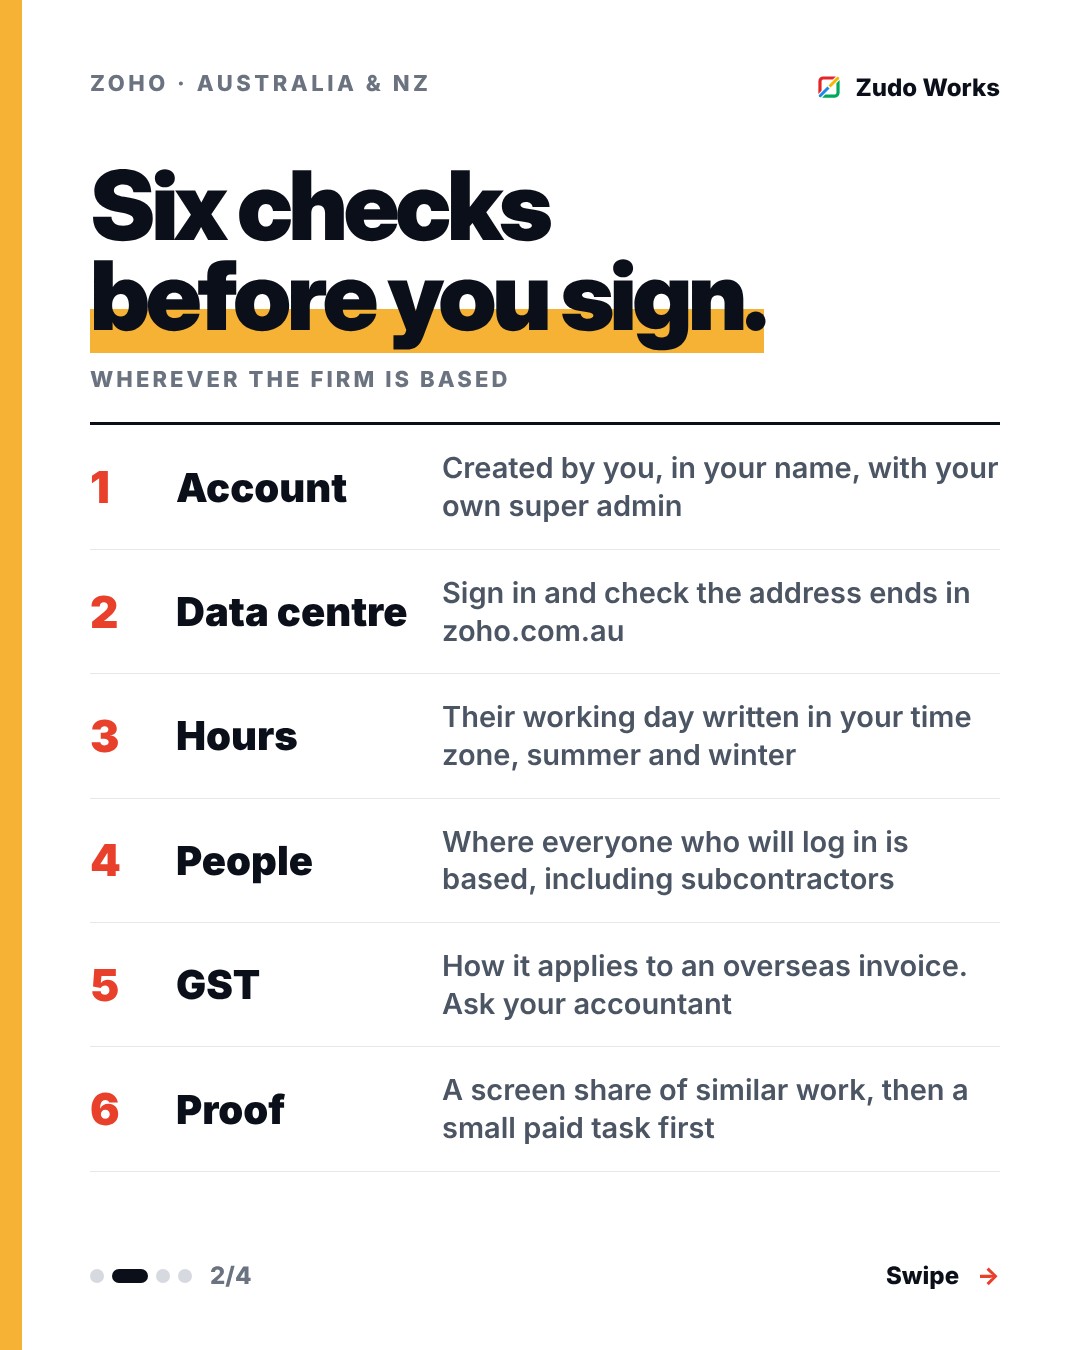 ZOHO · AUSTRALIA & NZ
Zudo Works
Six checks
before you sign.
WHEREVER THE FIRM IS BASED
1 Account Created by you, in your name, with your
own super admin
2 Data centre Sign in and check the address ends in
zoho.com.au
3 Hours Their working day written in your time
zone, summer and winter
4 People Where everyone who will log in is
based, including subcontractors
5 GST How it applies to an overseas invoice.
Ask your accountant
6 Proof A screen share of similar work, then a
small paid task first
2/4
Swipe →